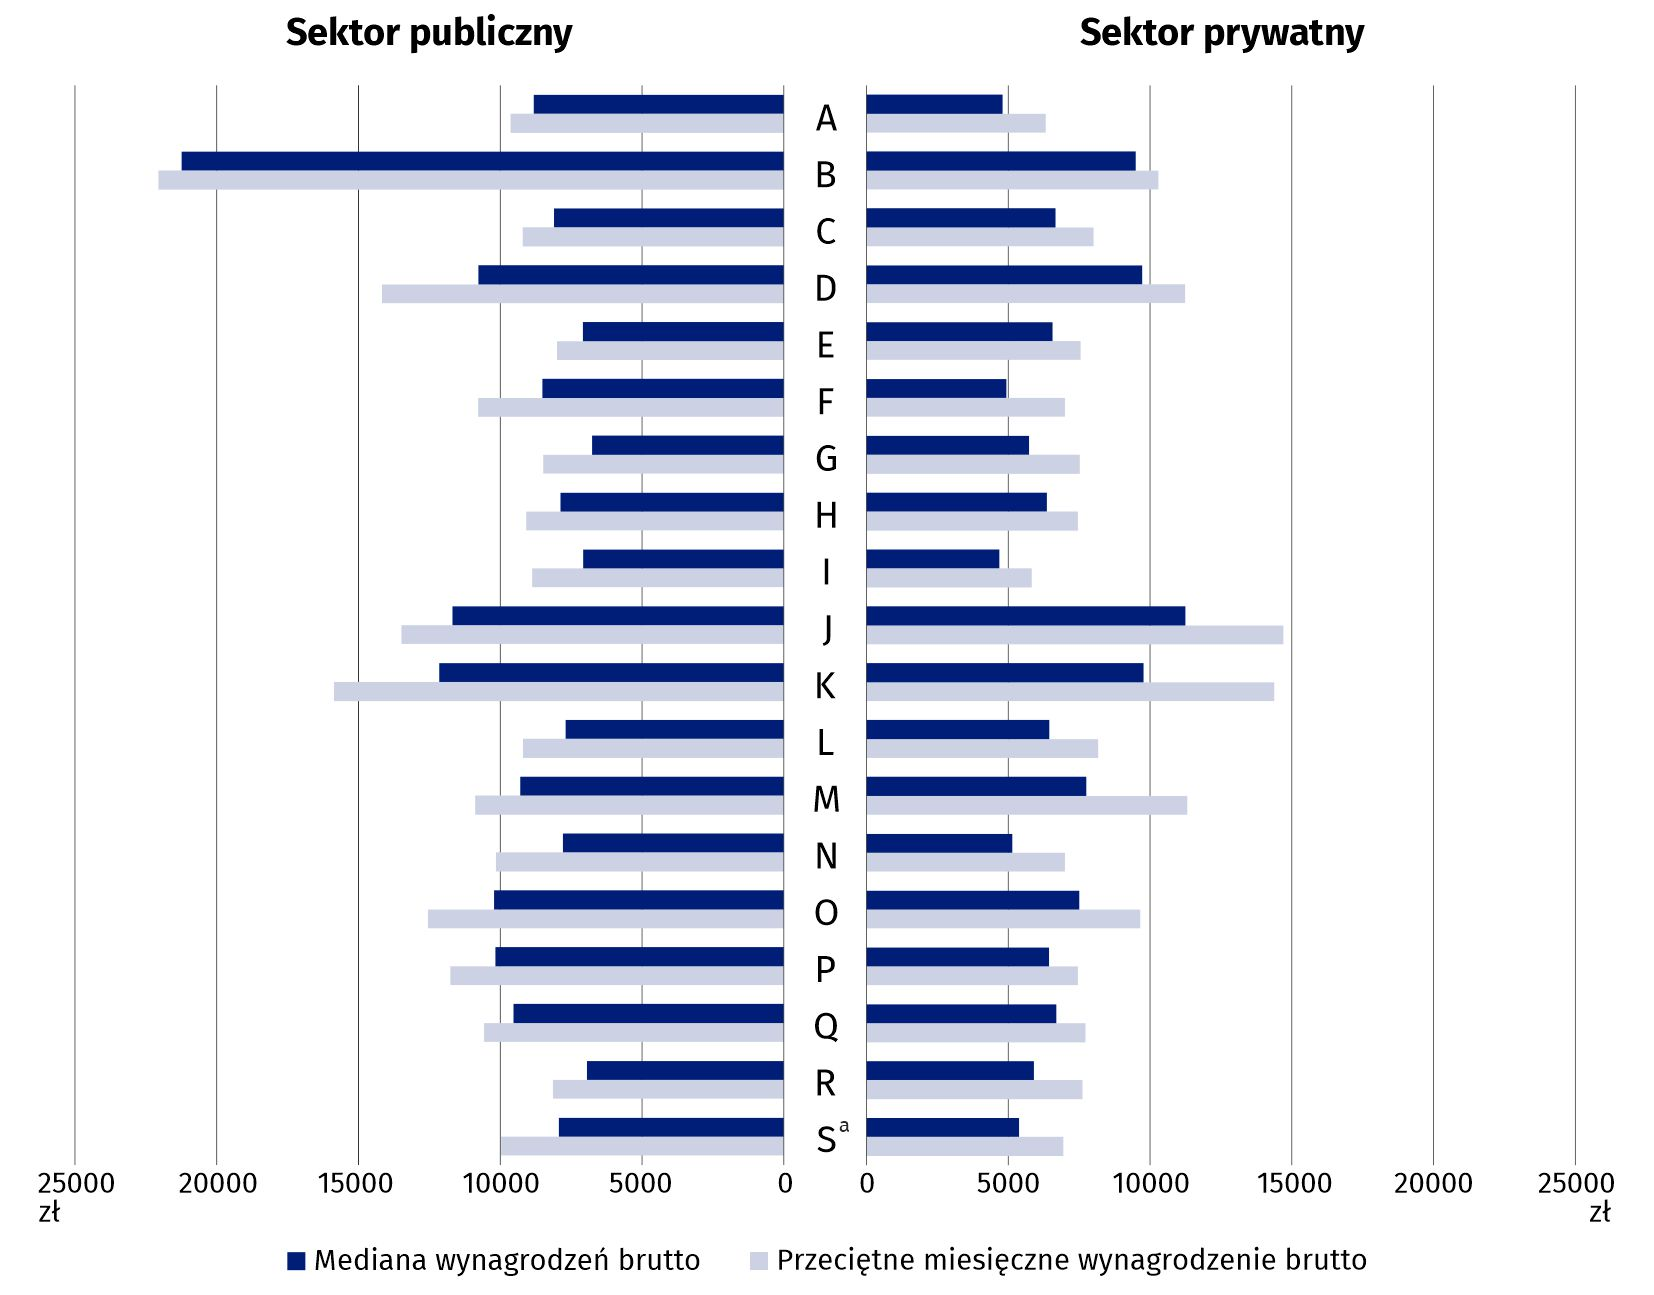 Sektor publiczny Sektor prywatny
A
B
C
D
E
F
G
H
I
J
K
L
M
N
O
P
Q
R
Sᵃ
25000 20000 15000 10000 5000 0 0 5000 10000 15000 20000 25000
zł zł
Mediana wynagrodzeń brutto Przeciętne miesięczne wynagrodzenie brutto